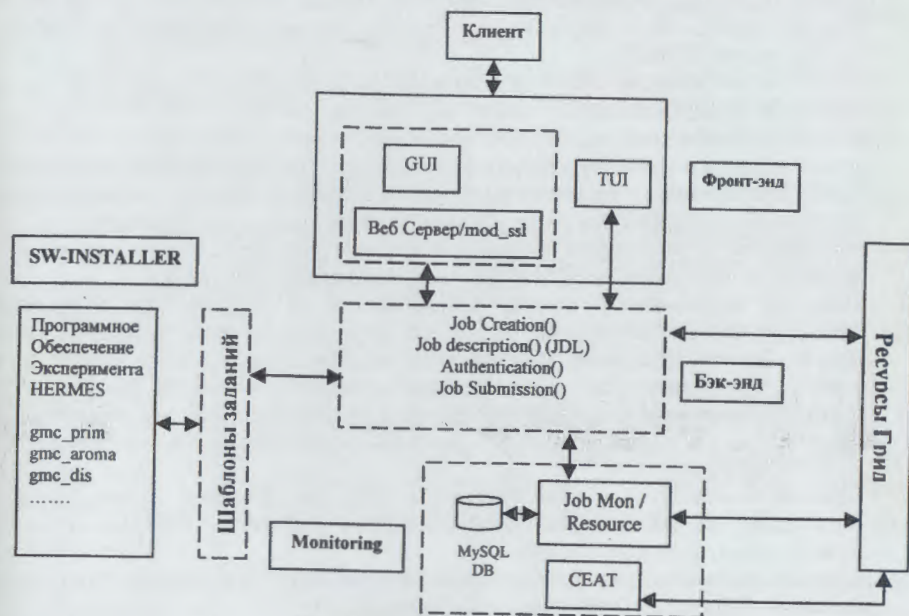 Клиент
GUI
TUI
Фронт-энд
Веб Сервер/mod_ssl
SW-INSTALLER
Программное
Обеспечение
Эксперимента
HERMES
gmc_prim
gmc_aroma
gmc_dis
.......
Шаблоны заданий
Job Creation()
Job description() (JDL)
Authentication()
Job Submission()
Бэк-энд
Ресурсы Грид
Monitoring
MySQL
DB
Job Mon /
Resource
CEAT